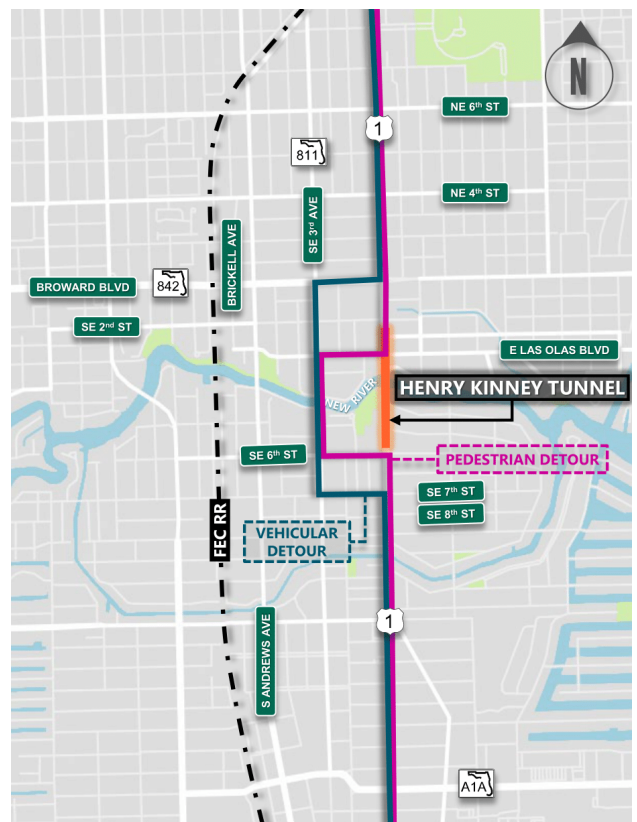 N
NE 6th ST
1
811
NE 4th ST
SE 3rd AVE
BRICKELL AVE
BROWARD BLVD
842
SE 2nd ST
E LAS OLAS BLVD
HENRY KINNEY TUNNEL
NEW RIVER
SE 6th ST
PEDESTRIAN DETOUR
SE 7th ST
SE 8th ST
FEC RR
VEHICULAR
DETOUR
S ANDREWS AVE
1
A1A